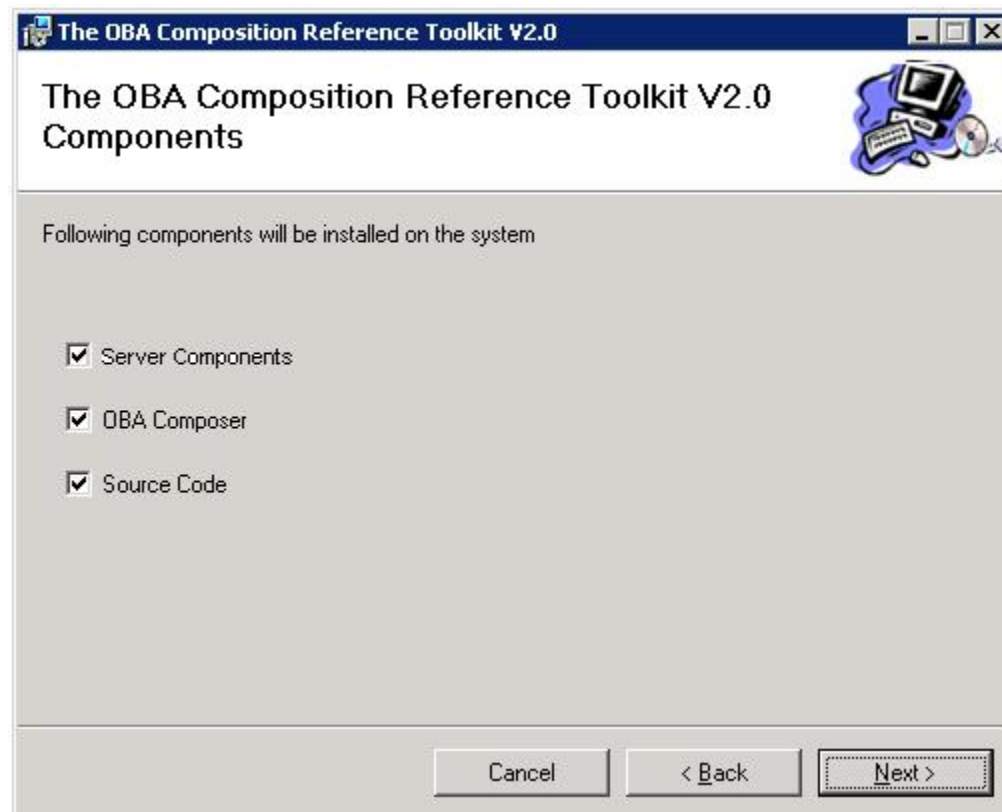 The OBA Composition Reference Toolkit V2.0
The OBA Composition Reference Toolkit V2.0
Components
Following components will be installed on the system
Server Components
OBA Composer
Source Code
Cancel
< Back
Next >